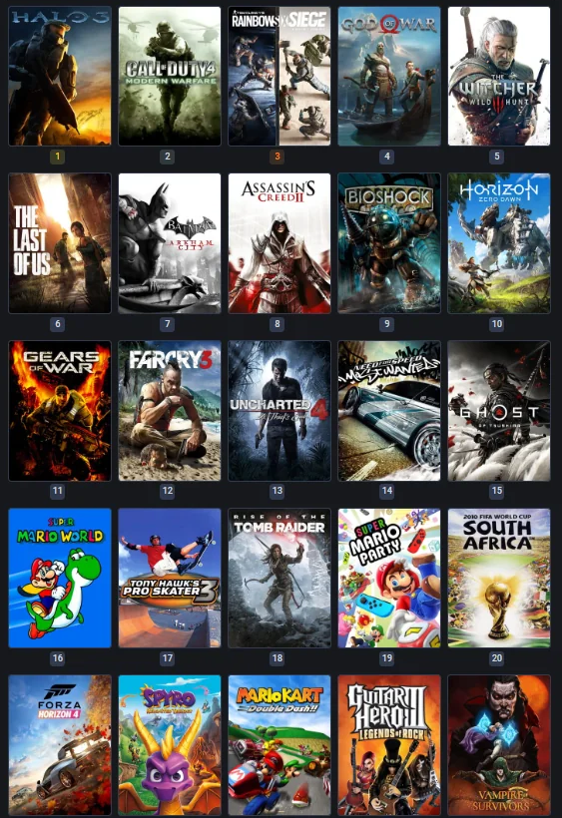 HALO 3
CALL OF DUTY 4
MODERN WARFARE
RAINBOW SIX SIEGE
GOD OF WAR
THE
WITCHER
WILD HUNT
1
2
3
4
5
THE
LAST
OF US
BATMAN
ARKHAM
CITY
ASSASSIN'S
CREED II
BIOSHOCK
HORIZON
ZERO DAWN
6
7
8
9
10
GEARS
OF WAR
FARCRY 3
UNCHARTED 4
A Thief's End
NEED FOR SPEED
MOST WANTED
GHOST
OF TSUSHIMA
11
12
13
14
15
SUPER
MARIO WORLD
TONY HAWK'S
PRO SKATER 3
RISE OF THE
TOMB RAIDER
SUPER
MARIO
PARTY
2010 FIFA WORLD CUP
SOUTH
AFRICA
16
17
18
19
20
FORZA
HORIZON 4
SPYRO
MARIOKART
Double Dash!!
GUITAR
HERO III
LEGENDS of ROCK
VAMPIRE
SURVIVORS